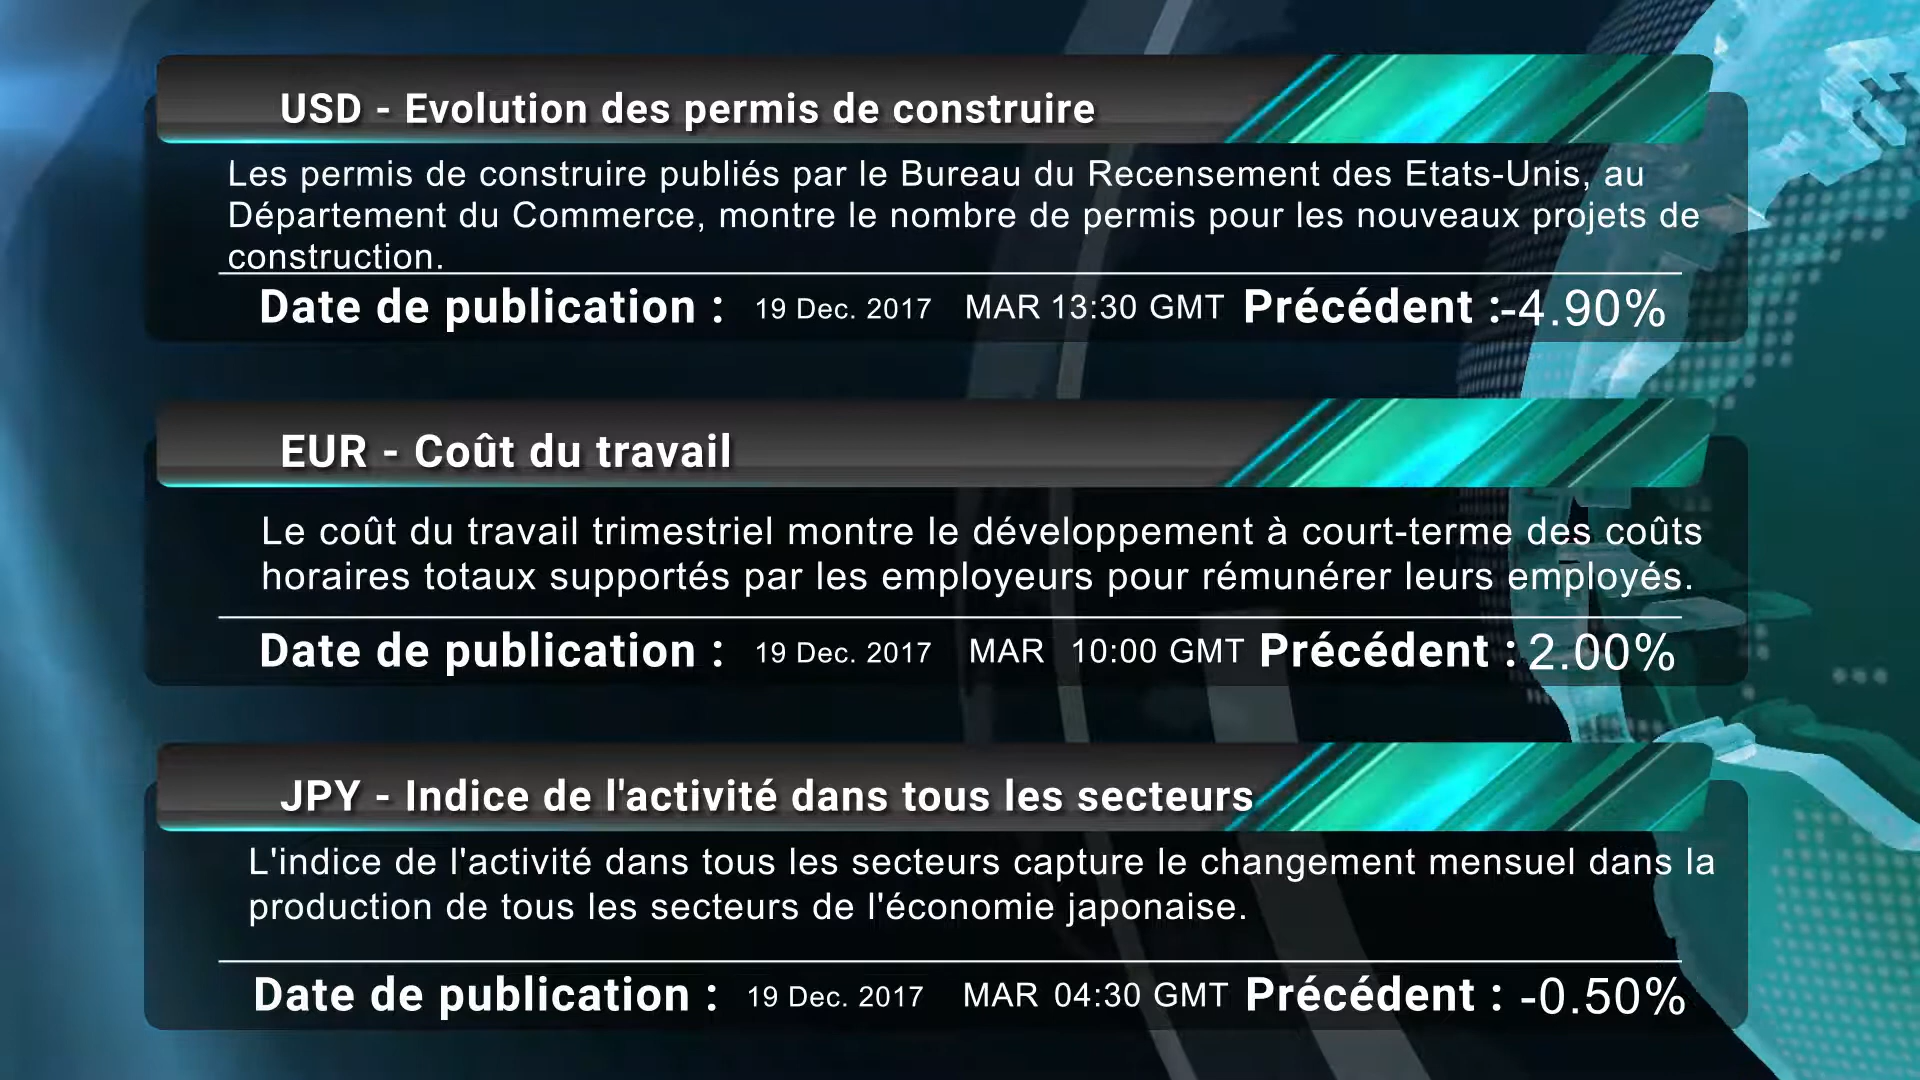 USD - Evolution des permis de construire
Les permis de construire publiés par le Bureau du Recensement des Etats-Unis, au
Département du Commerce, montre le nombre de permis pour les nouveaux projets de
construction.
Date de publication : 19 Dec. 2017 MAR 13:30 GMT Précédent :-4.90%
EUR - Coût du travail
Le coût du travail trimestriel montre le développement à court-terme des coûts
horaires totaux supportés par les employeurs pour rémunérer leurs employés.
Date de publication : 19 Dec. 2017 MAR 10:00 GMT Précédent : 2.00%
JPY - Indice de l'activité dans tous les secteurs
L'indice de l'activité dans tous les secteurs capture le changement mensuel dans la
production de tous les secteurs de l'économie japonaise.
Date de publication : 19 Dec. 2017 MAR 04:30 GMT Précédent : -0.50%